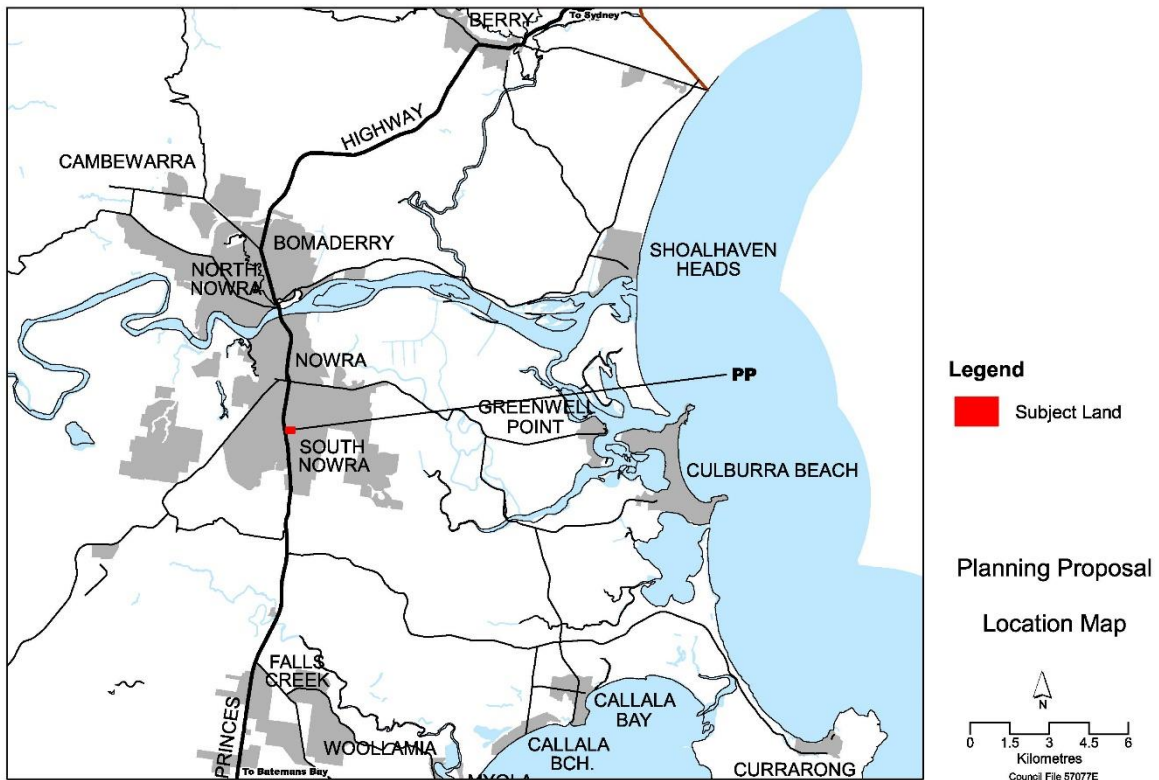 To Sydney
BERRY
HIGHWAY
CAMBEWARRA
BOMADERRY
NORTH
NOWRA
SHOALHAVEN
HEADS
NOWRA
PP
GREENWELL
POINT
SOUTH
NOWRA
CULBURRA BEACH
FALLS
CREEK
PRINCES
WOOLLAMIA
To Batemans Bay
CALLALA
BAY
CALLALA
BCH.
MYOLA
CURRARONG
Legend
Subject Land
Planning Proposal
Location Map
N
0 1.5 3 4.5 6
Kilometres
Council File 57077E